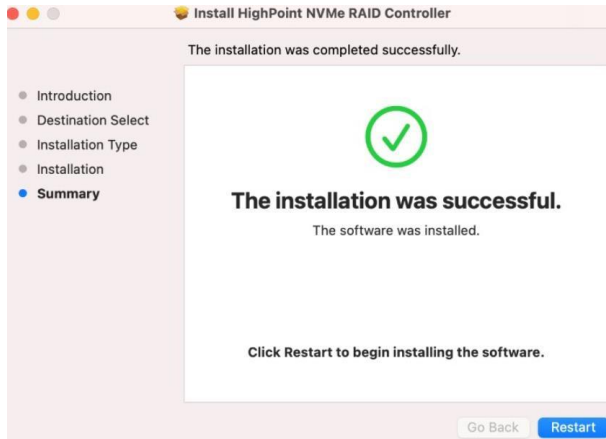 Install HighPoint NVMe RAID Controller
The installation was completed successfully.
Introduction
Destination Select
Installation Type
Installation
Summary
The installation was successful.
The software was installed.
Click Restart to begin installing the software.
Go Back
Restart